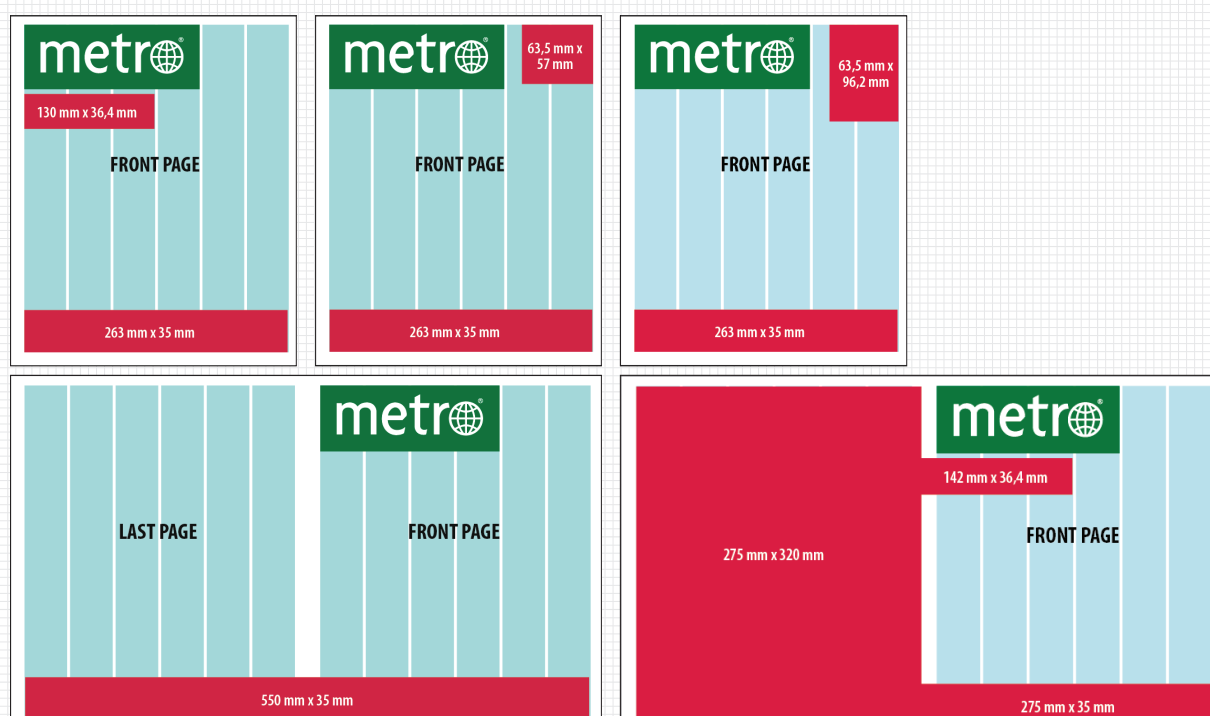 metro®
130 mm x 36,4 mm
FRONT PAGE
263 mm x 35 mm
metro®
63,5 mm x
57 mm
FRONT PAGE
263 mm x 35 mm
metro®
63,5 mm x
96,2 mm
FRONT PAGE
263 mm x 35 mm
LAST PAGE
metro®
FRONT PAGE
550 mm x 35 mm
275 mm x 320 mm
metro®
142 mm x 36,4 mm
FRONT PAGE
275 mm x 35 mm